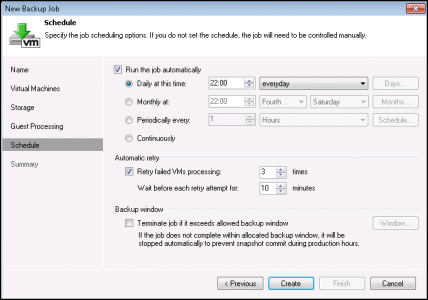 New Backup Job
Schedule
Specify the job scheduling options. If you do not set the schedule, the job will need to be controlled manually.
vm
Name
Virtual Machines
Storage
Guest Processing
Schedule
Summary
Run the job automatically
Daily at this time: 22:00 everyday Days...
Monthly at: 22:00 Fourth Saturday Months...
Periodically every: 1 Hours Schedule...
Continuously
Automatic retry
Retry failed VMs processing: 3 times
Wait before each retry attempt for: 10 minutes
Backup window
Terminate job if it exceeds allowed backup window Window...
If the job does not complete within allocated backup window, it will be
stopped automatically to prevent snapshot commit during production hours.
< Previous Create Finish Cancel